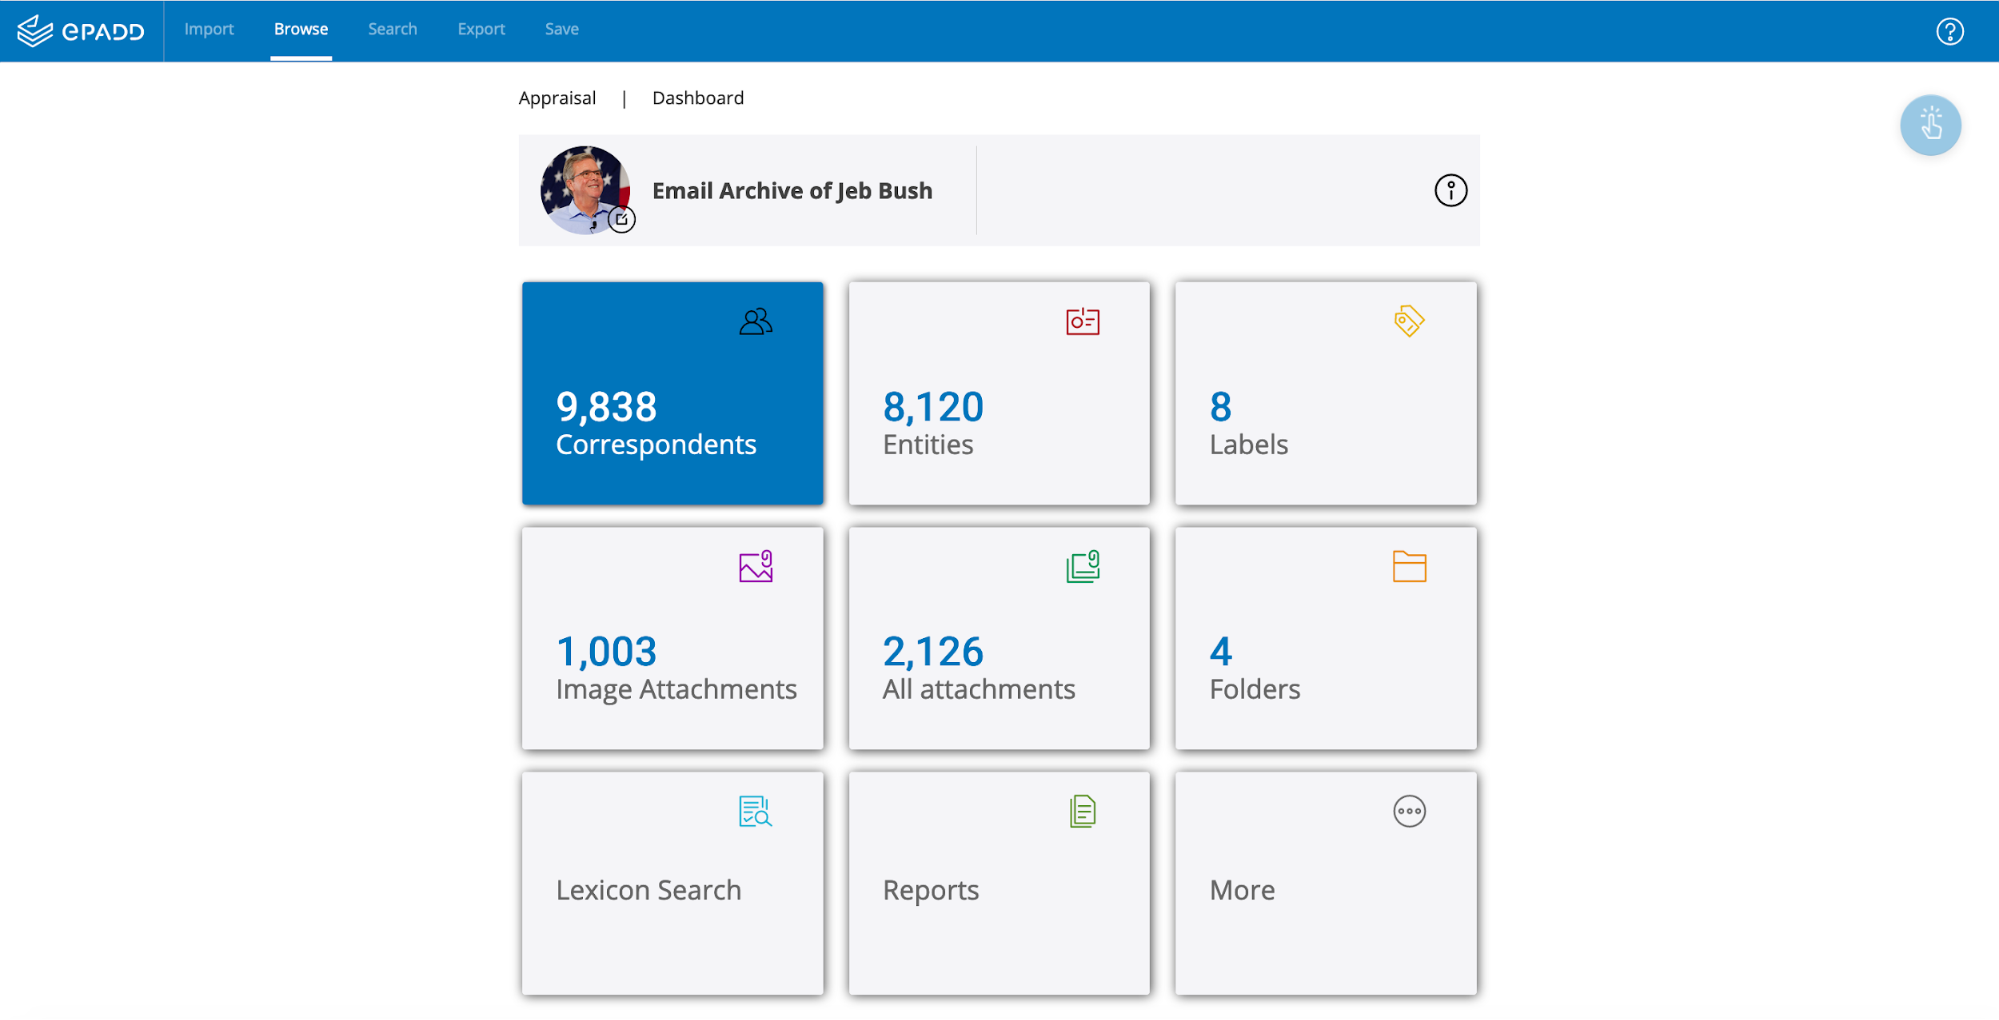 ePADD Import Browse Search Export Save ?
Appraisal | Dashboard
Email Archive of Jeb Bush
9,838
Correspondents
8,120
Entities
8
Labels
1,003
Image Attachments
2,126
All attachments
4
Folders
Lexicon Search
Reports
More